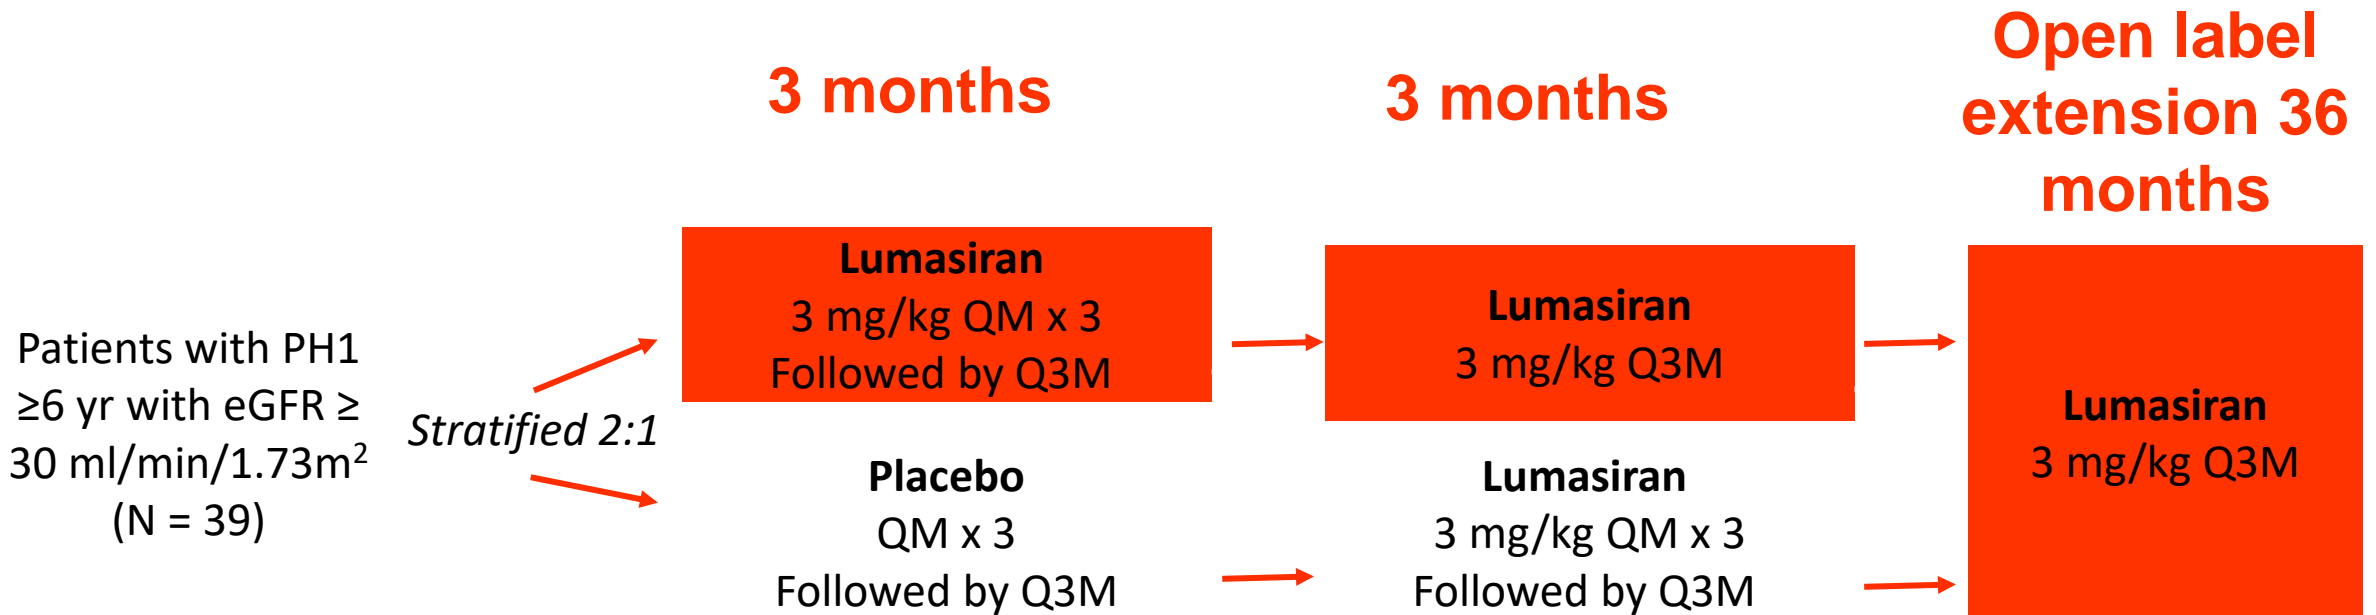 3 months
3 months
Open label
extension 36
months
Patients with PH1
≥6 yr with eGFR ≥
30 ml/min/1.73m²
(N = 39)
Stratified 2:1
Lumasiran
3 mg/kg QM x 3
Followed by Q3M
Placebo
QM x 3
Followed by Q3M
Lumasiran
3 mg/kg Q3M
Lumasiran
3 mg/kg QM x 3
Followed by Q3M
Lumasiran
3 mg/kg Q3M